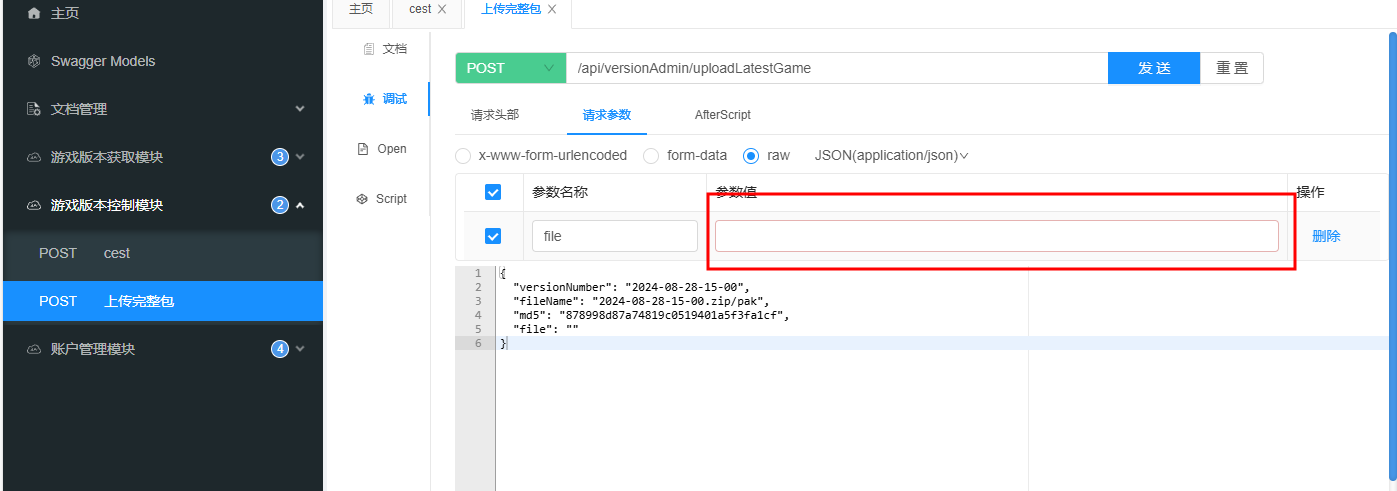 主页
Swagger Models
文档管理
游戏版本获取模块 3
游戏版本控制模块 2
POST cest
POST 上传完整包
账户管理模块 4
主页 cest 上传完整包
文档
调试
Open
Script
POST /api/versionAdmin/uploadLatestGame 发 送 重 置
请求头部 请求参数 AfterScript
x-www-form-urlencoded form-data raw JSON(application/json)
参数名称 参数值 操作
file 删除
1 {
2 "versionNumber": "2024-08-28-15-00",
3 "fileName": "2024-08-28-15-00.zip/pak",
4 "md5": "878998d87a74819c0519401a5f3fa1cf",
5 "file": ""
6 }